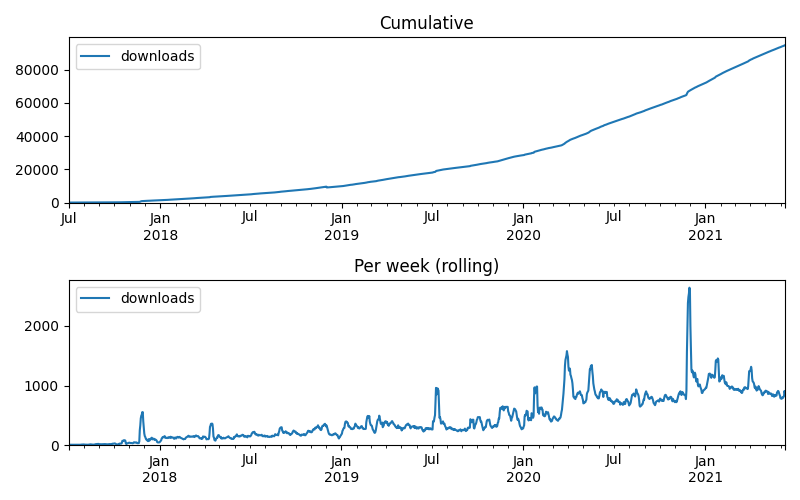 Cumulative
downloads
80000
60000
40000
20000
0
Jul Jan Jul Jan Jul Jan Jul Jan
2018 2019 2020 2021
Per week (rolling)
downloads
2000
1000
0
Jan Jul Jan Jul Jan Jul Jan
2018 2019 2020 2021